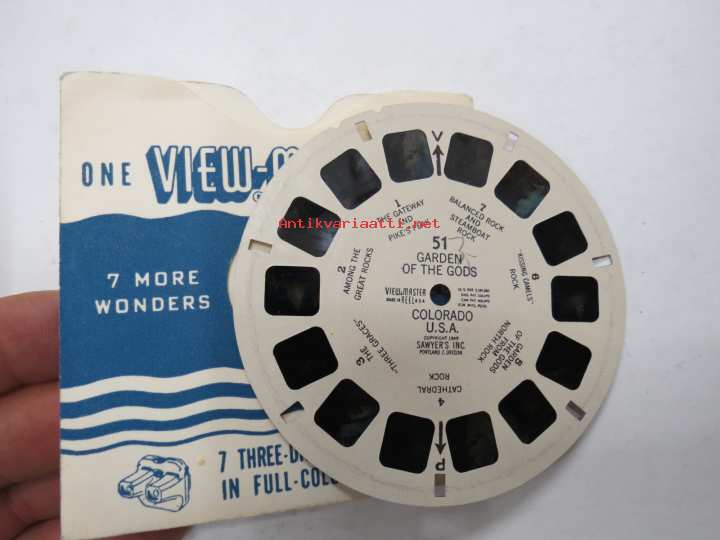 ONE VIEW-M
7 MORE
WONDERS
7 THREE-DI
IN FULL-COLO
Antikvariaatti.net
V
1
THE GATEWAY
AND
PIKE'S PEAK
7
BALANCED ROCK
AND
STEAMBOAT
ROCK
51
GARDEN
OF THE GODS
2
AMONG THE
GREAT ROCKS
6
"KISSING CAMELS"
ROCK
VIEW-MASTER
MADE IN REEL U.S.A.
COLORADO
U.S.A.
SAWYER'S INC.
PORTLAND 7, OREGON
3
THE
"THREE GRACES"
5
GARDEN
OF THE GODS
FROM
NORTH ROCK
4
CATHEDRAL
ROCK
P